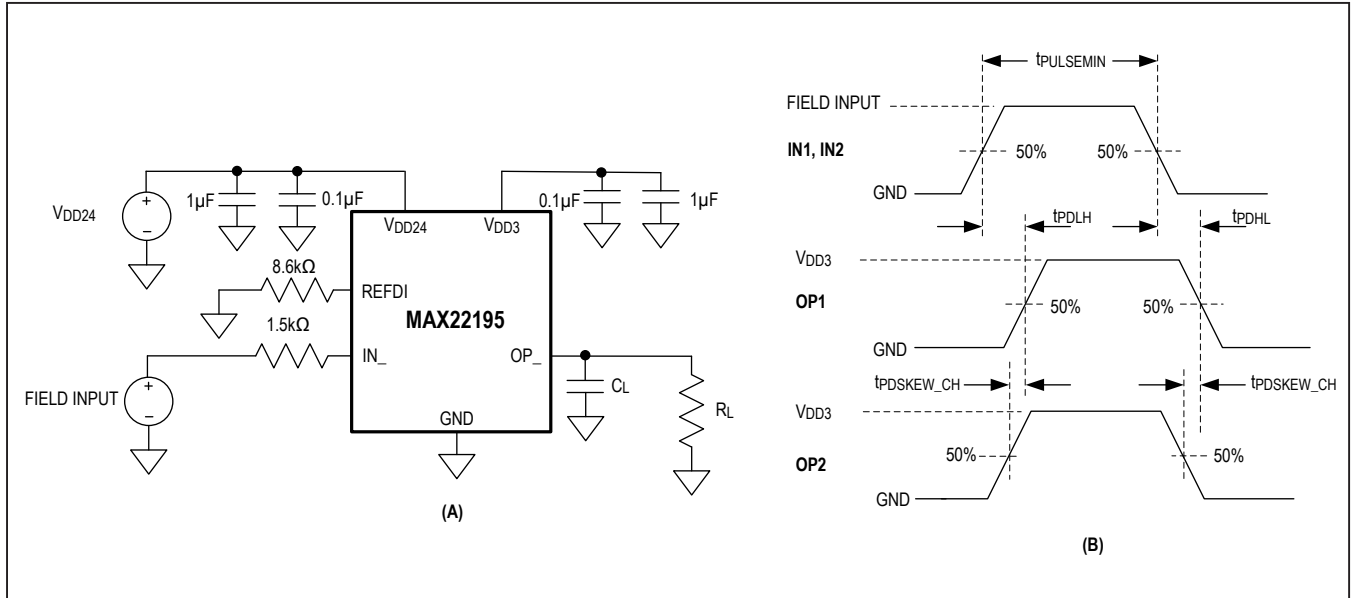 VDD24
1µF
0.1µF
0.1µF
1µF
VDD24
VDD3
8.6kΩ
REFDI
MAX22195
1.5kΩ
IN_
OP_
FIELD INPUT
CL
RL
GND
(A)
tPULSEMIN
FIELD INPUT
IN1, IN2
50%
50%
GND
tPDLH
tPDHL
VDD3
OP1
50%
50%
GND
tPDSKEW_CH
tPDSKEW_CH
VDD3
OP2
50%
50%
GND
(B)